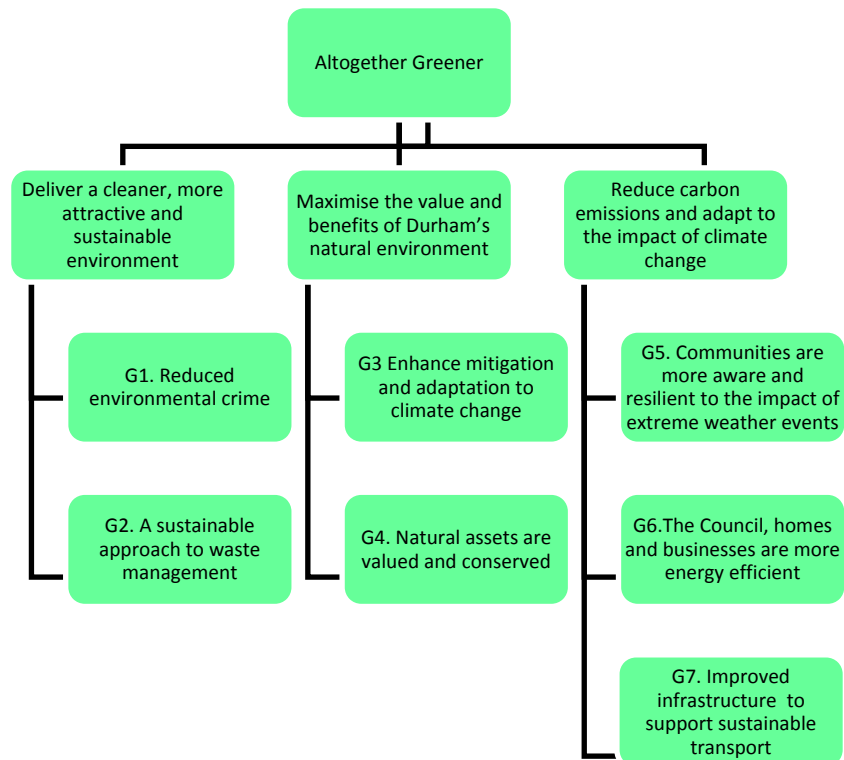 Altogether Greener
Deliver a cleaner, more
attractive and
sustainable
environment
Maximise the value and
benefits of Durham’s
natural environment
Reduce carbon
emissions and adapt to
the impact of climate
change
G1. Reduced
environmental crime
G3 Enhance mitigation
and adaptation to
climate change
G5. Communities are
more aware and
resilient to the impact of
extreme weather events
G2. A sustainable
approach to waste
management
G4. Natural assets are
valued and conserved
G6.The Council, homes
and businesses are more
energy efficient
G7. Improved
infrastructure to
support sustainable
transport